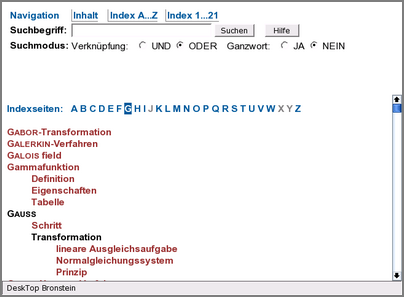 Navigation Inhalt Index A...Z Index 1...21
Suchbegriff: Suchen Hilfe
Suchmodus: Verknüpfung: UND ODER Ganzwort: JA NEIN
Indexseiten: A B C D E F G H I J K L M N O P Q R S T U V W X Y Z
GABOR-Transformation
GALERKIN-Verfahren
GALOIS field
Gammafunktion
Definition
Eigenschaften
Tabelle
GAUSS
Schritt
Transformation
lineare Ausgleichsaufgabe
Normalgleichungssystem
Prinzip
DeskTop Bronstein